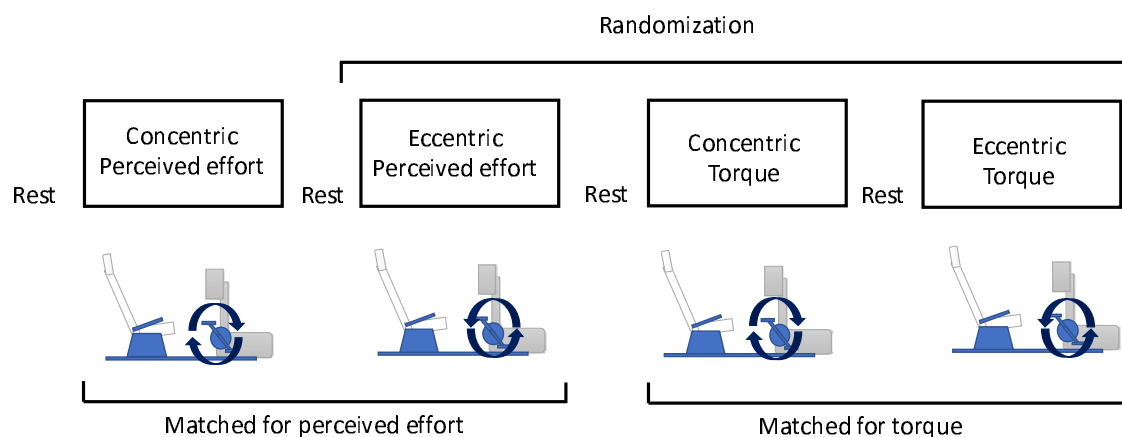 Randomization
Concentric
Perceived effort
Eccentric
Perceived effort
Concentric
Torque
Eccentric
Torque
Rest
Rest
Rest
Rest
Matched for perceived effort
Matched for torque